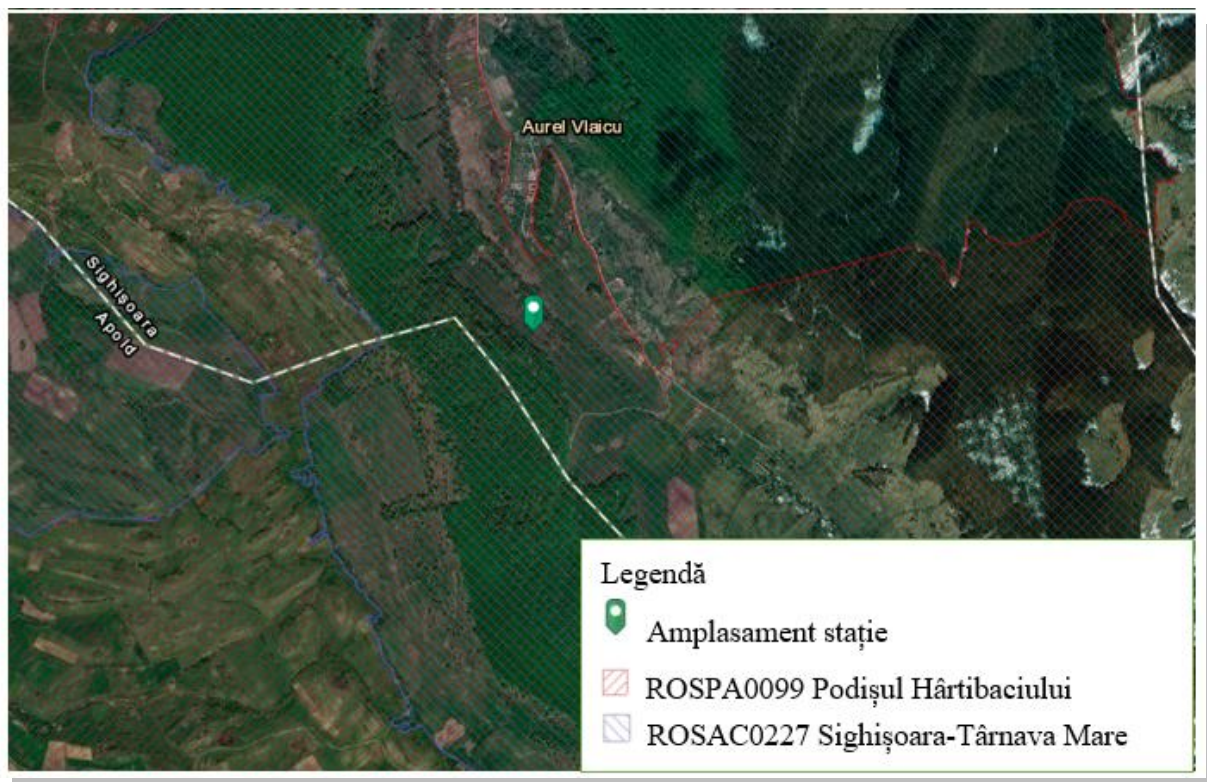 Aurel Vlaicu
Sighișoara
Apold
Legendă
Amplasament stație
ROSPA0099 Podișul Hârtibaciului
ROSAC0227 Sighișoara-Târnava Mare